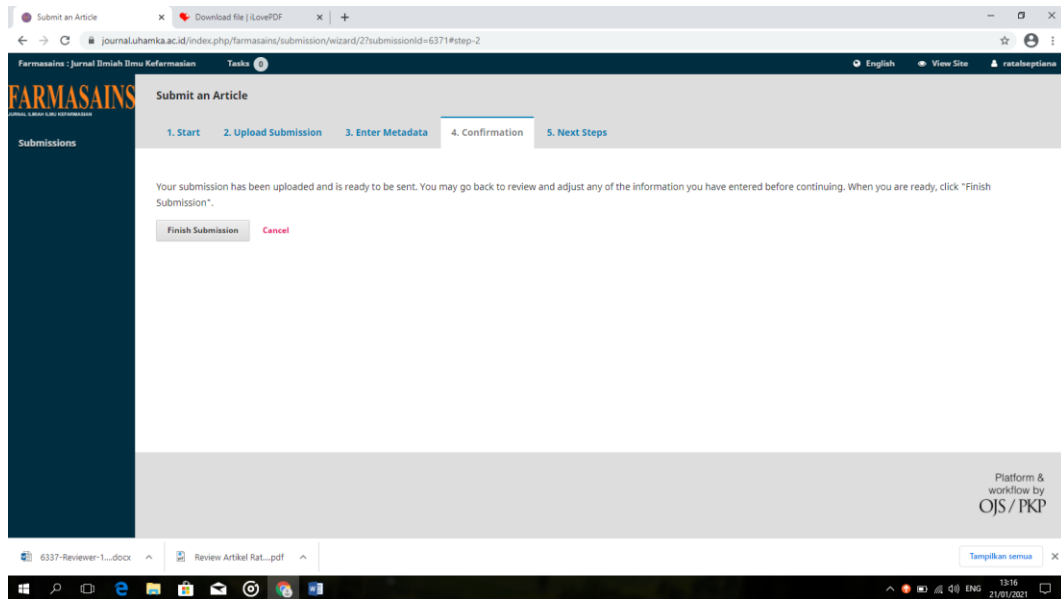 Submit an Article
Download file | iLovePDF
journal.uhamka.ac.id/index.php/farmasains/submission/wizard/2?submissionId=6371#step-2
Farmasains : Jurnal Ilmiah Ilmu Kefarmasian
Tasks 0
English
View Site
ratalseptiana
FARMASAINS
JURNAL ILMIAH ILMU KEFARMASIAN
Submissions
Submit an Article
1. Start
2. Upload Submission
3. Enter Metadata
4. Confirmation
5. Next Steps
Your submission has been uploaded and is ready to be sent. You may go back to review and adjust any of the information you have entered before continuing. When you are ready, click "Finish
Submission".
Finish Submission
Cancel
Platform &
workflow by
OJS / PKP
6337-Reviewer-1....docx
Review Artikel Rat....pdf
Tampilkan semua
ENG
13:16
21/01/2021